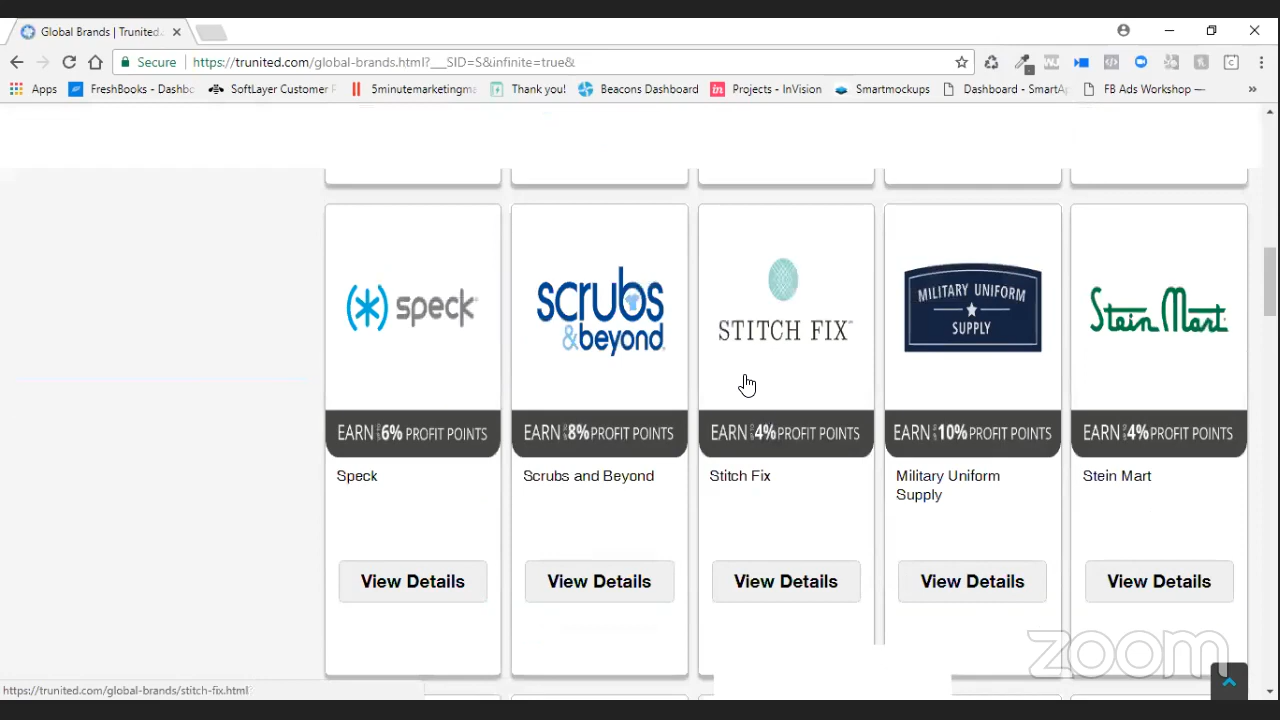 Global Brands | Trunited.
Secure
https://trunited.com/global-brands.html?___SID=S&infinite=true&
Apps
FreshBooks - Dashbo
SoftLayer Customer P
5minutemarketingma
Thank you!
Beacons Dashboard
Projects - InVision
Smartmockups
Dashboard - SmartAp
FB Ads Workshop —
speck
scrubs
&beyond
STITCH FIX
MILITARY UNIFORM
SUPPLY
Stein Mart
EARN 6% PROFIT POINTS
EARN 8% PROFIT POINTS
EARN 4% PROFIT POINTS
EARN 10% PROFIT POINTS
EARN 4% PROFIT POINTS
Speck
Scrubs and Beyond
Stitch Fix
Military Uniform
Supply
Stein Mart
View Details
View Details
View Details
View Details
View Details
zoom
https://trunited.com/global-brands/stitch-fix.html